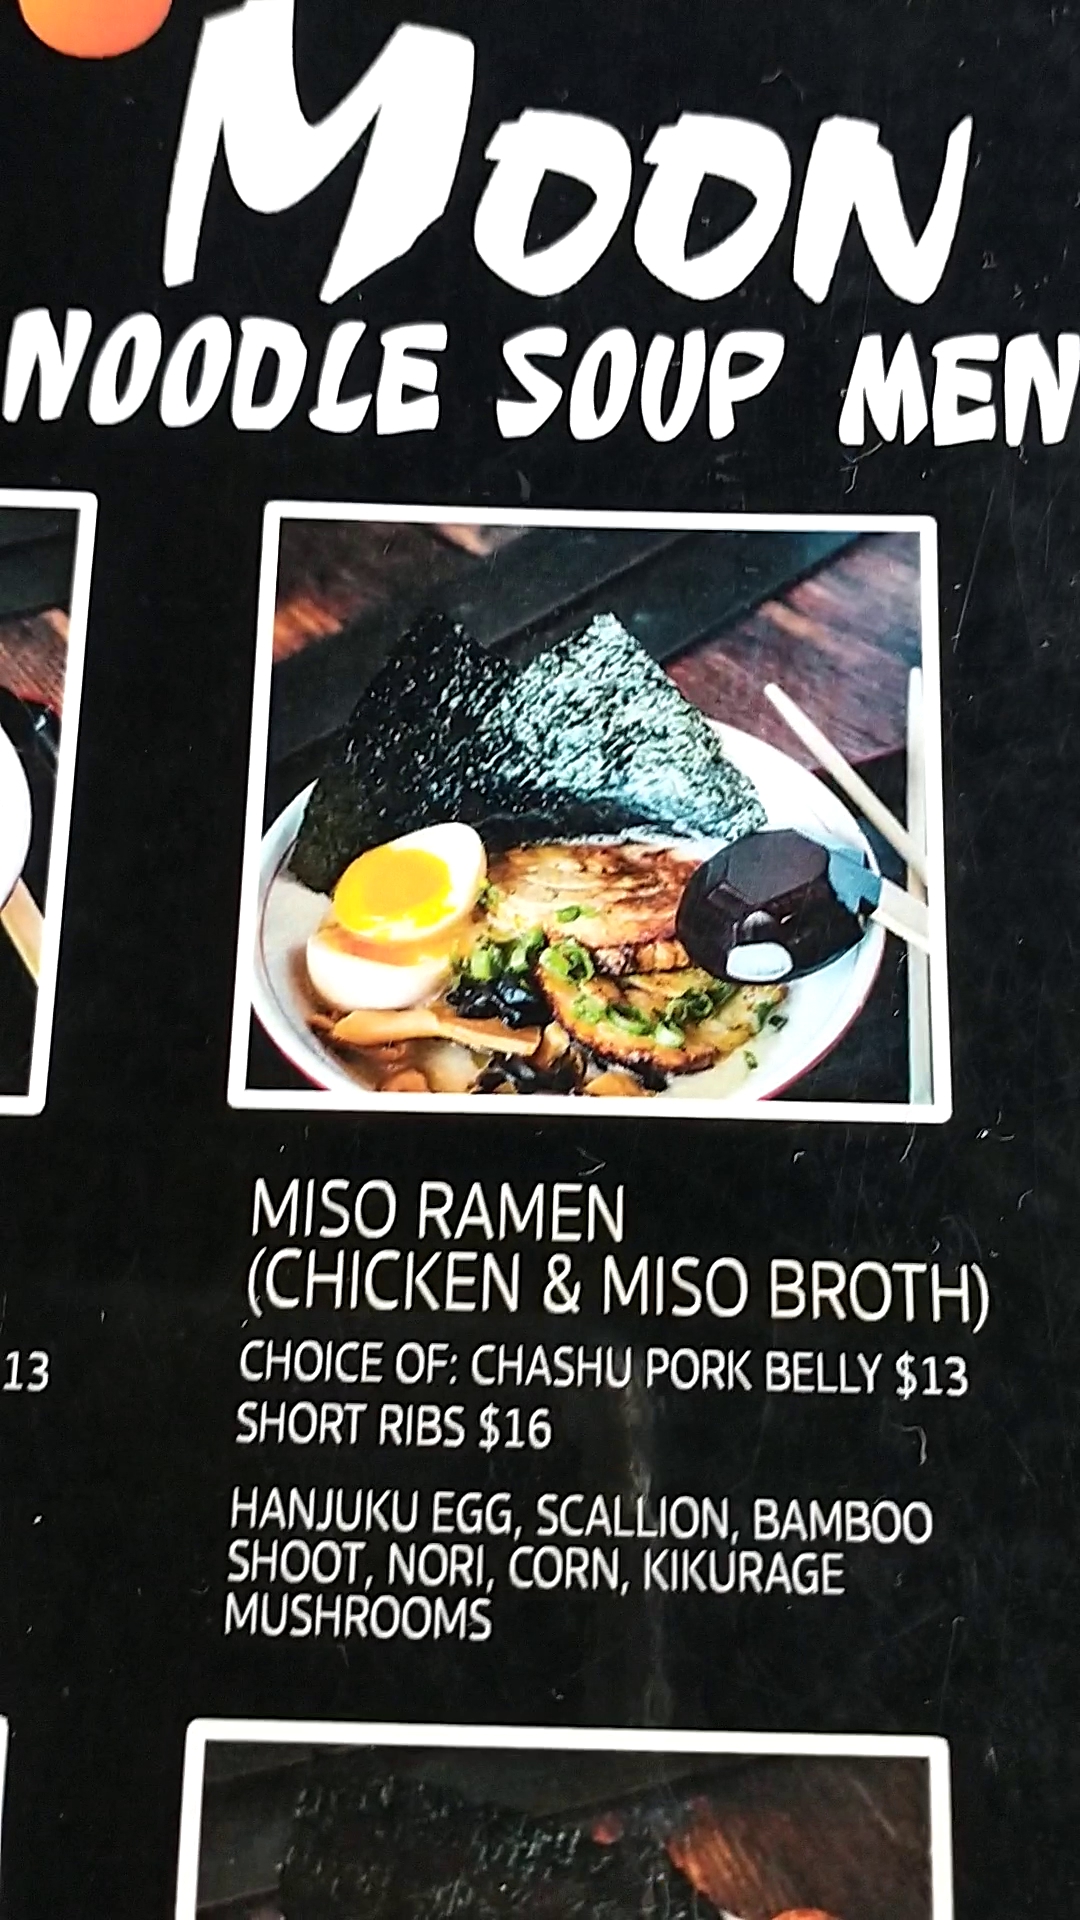 MOON
NOODLE SOUP MEN
MISO RAMEN
(CHICKEN & MISO BROTH)
CHOICE OF: CHASHU PORK BELLY $13
SHORT RIBS $16
HANJUKU EGG, SCALLION, BAMBOO
SHOOT, NORI, CORN, KIKURAGE
MUSHROOMS
13